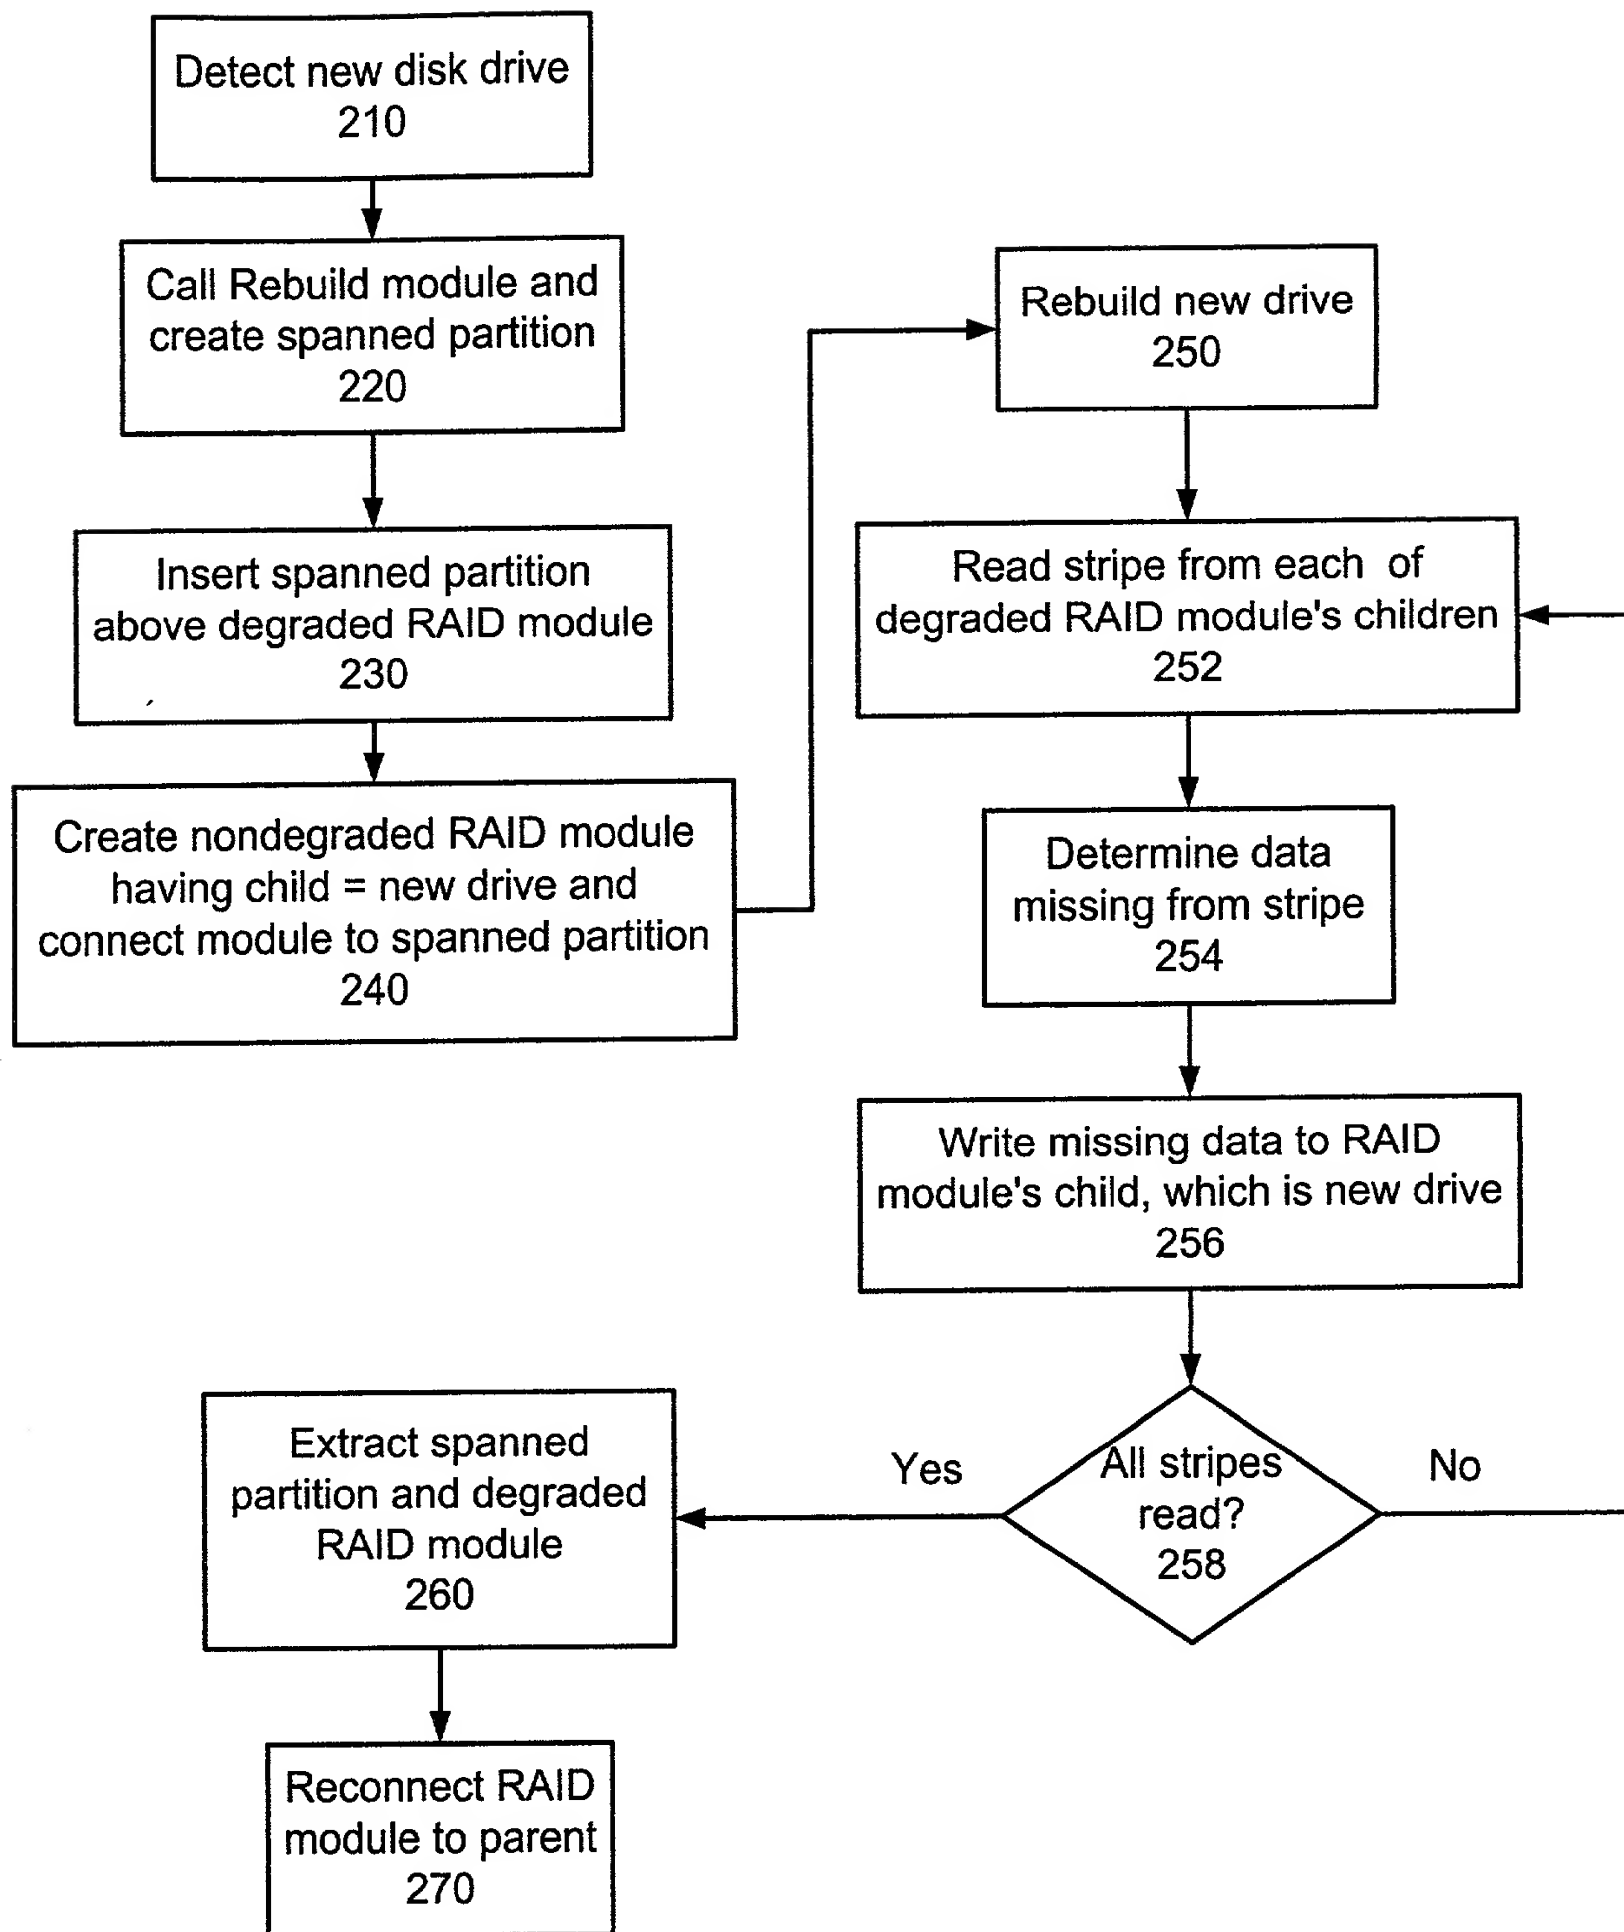 Detect new disk drive
210
Call Rebuild module and
create spanned partition
220
Insert spanned partition
above degraded RAID module
230
Create nondegraded RAID module
having child = new drive and
connect module to spanned partition
240
Rebuild new drive
250
Read stripe from each of
degraded RAID module's children
252
Determine data
missing from stripe
254
Write missing data to RAID
module's child, which is new drive
256
All stripes
read?
258
Yes
No
Extract spanned
partition and degraded
RAID module
260
Reconnect RAID
module to parent
270